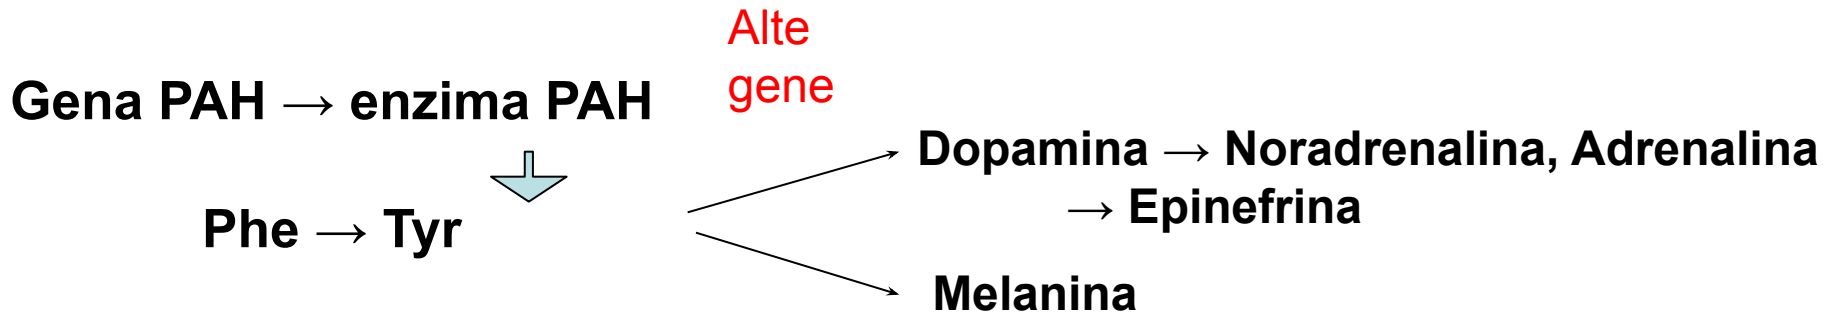 Alte
gene
Gena PAH → enzima PAH
Dopamina → Noradrenalina, Adrenalina
→ Epinefrina
Phe → Tyr
Melanina